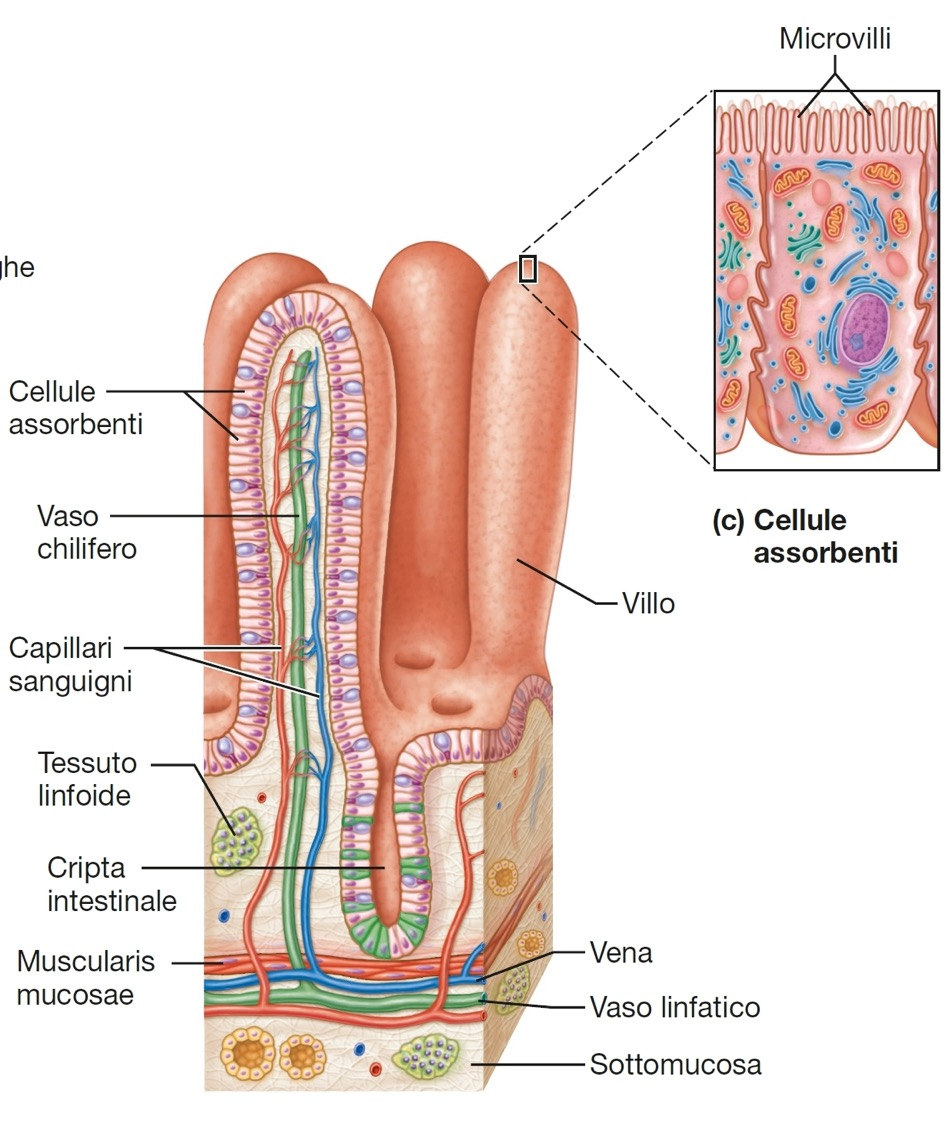 Microvilli
ghe
Cellule
assorbenti
Vaso
chilifero
(c) Cellule
assorbenti
Villo
Capillari
sanguigni
Tessuto
linfoide
Cripta
intestinale
Muscularis
mucosae
Vena
Vaso linfatico
Sottomucosa